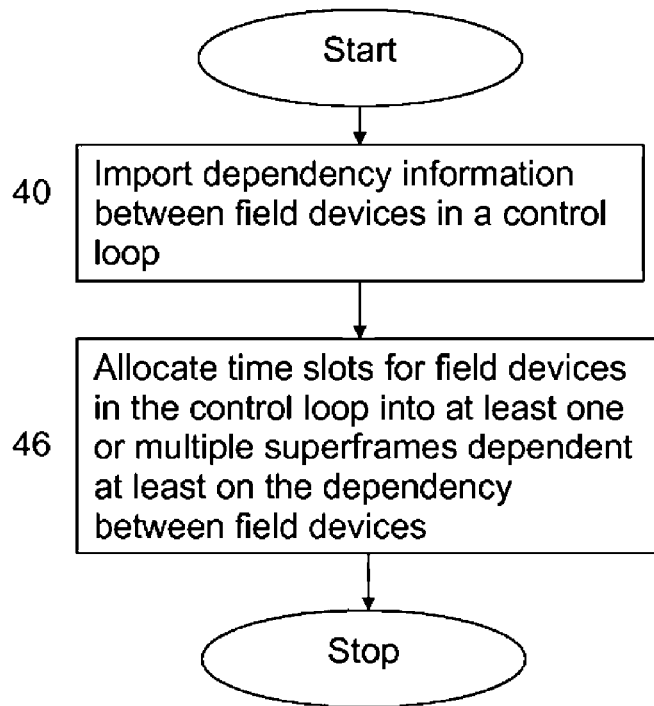 Start
40
Import dependency information
between field devices in a control
loop
46
Allocate time slots for field devices
in the control loop into at least one
or multiple superframes dependent
at least on the dependency
between field devices
Stop